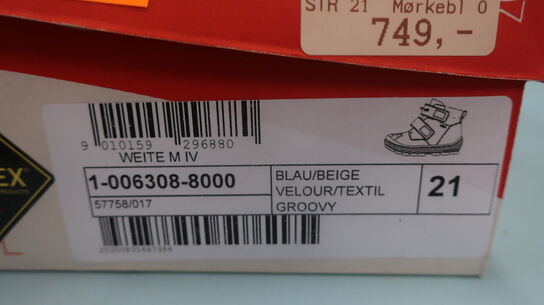 STR 21 Mørkebl 0
749,-
9 010159 296880
WEITE M IV
1-006308-8000
57758/017
BLAU/BEIGE
VELOUR/TEXTIL
GROOVY
21
EX
L